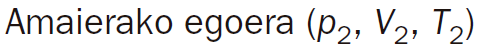 Amaierako egoera (p₂, V₂, T₂)